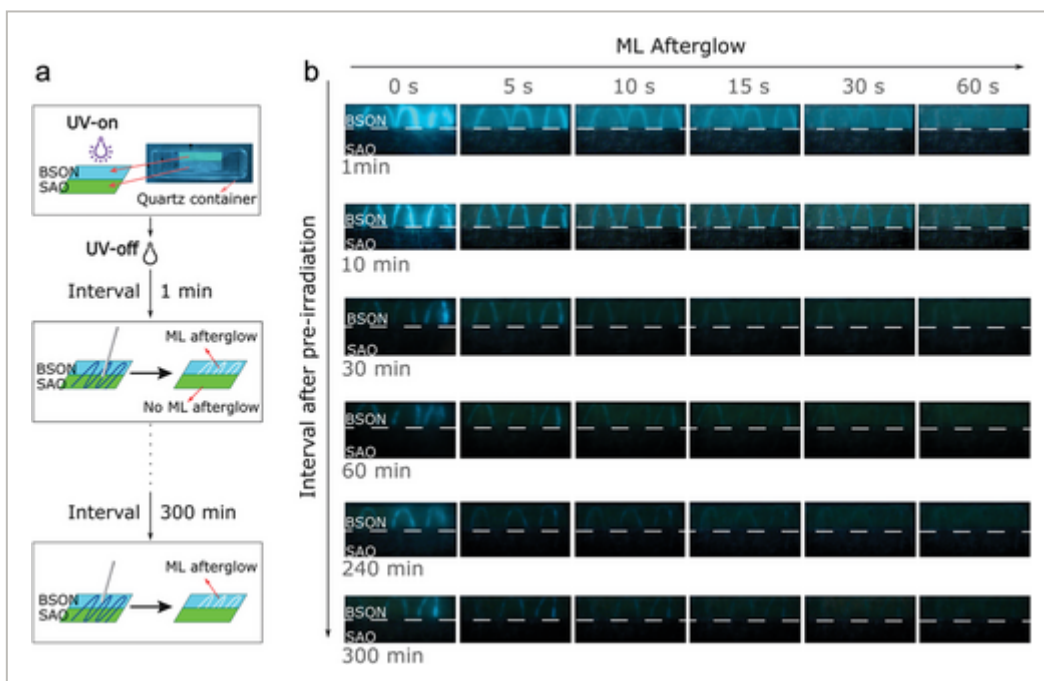 a
UV-on
BSON
SAO
Quartz container
UV-off
Interval 1 min
ML afterglow
BSON
SAO
No ML afterglow
Interval 300 min
ML afterglow
BSON
SAO
b
ML Afterglow
0 s 5 s 10 s 15 s 30 s 60 s
Interval after pre-irradiation
BSON
SAO
1min
BSON
SAO
10 min
BSON
SAO
30 min
BSON
SAO
60 min
BSON
SAO
240 min
BSON
SAO
300 min